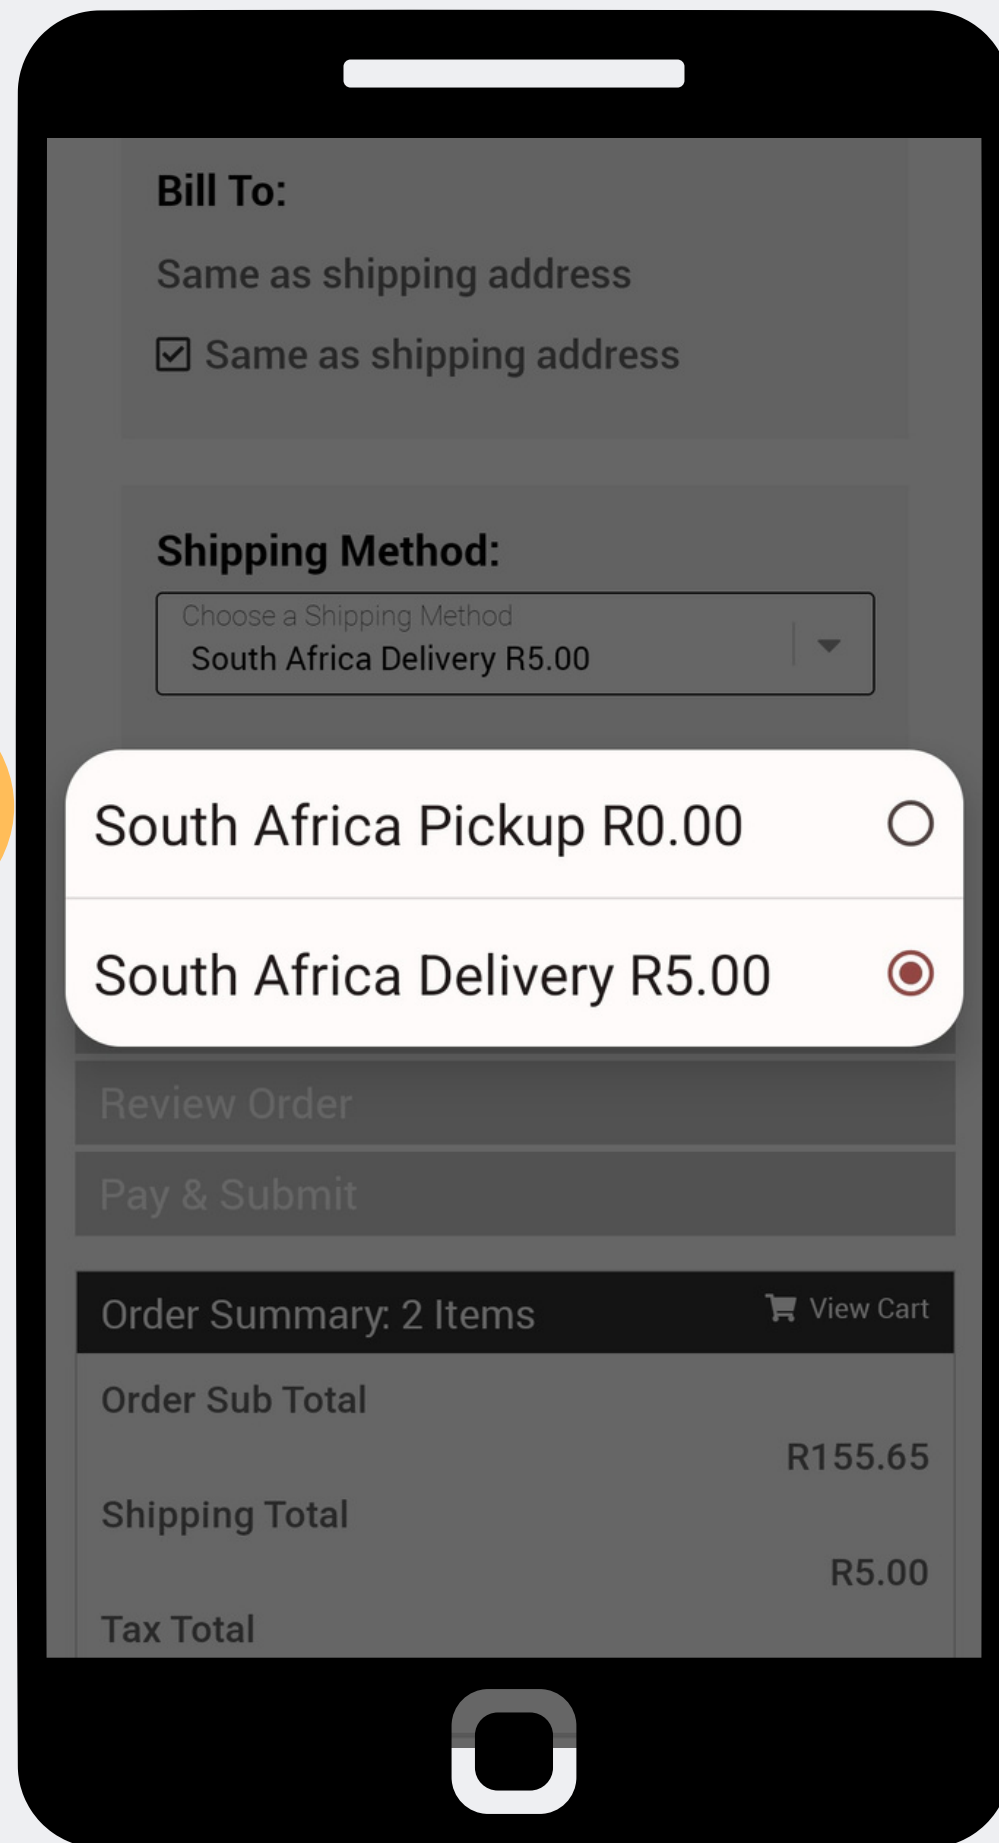 Bill To:
Same as shipping address
Same as shipping address
Shipping Method:
Choose a Shipping Method
South Africa Delivery R5.00
South Africa Pickup R0.00
South Africa Delivery R5.00
Review Order
Pay & Submit
Order Summary: 2 Items View Cart
Order Sub Total
R155.65
Shipping Total
R5.00
Tax Total